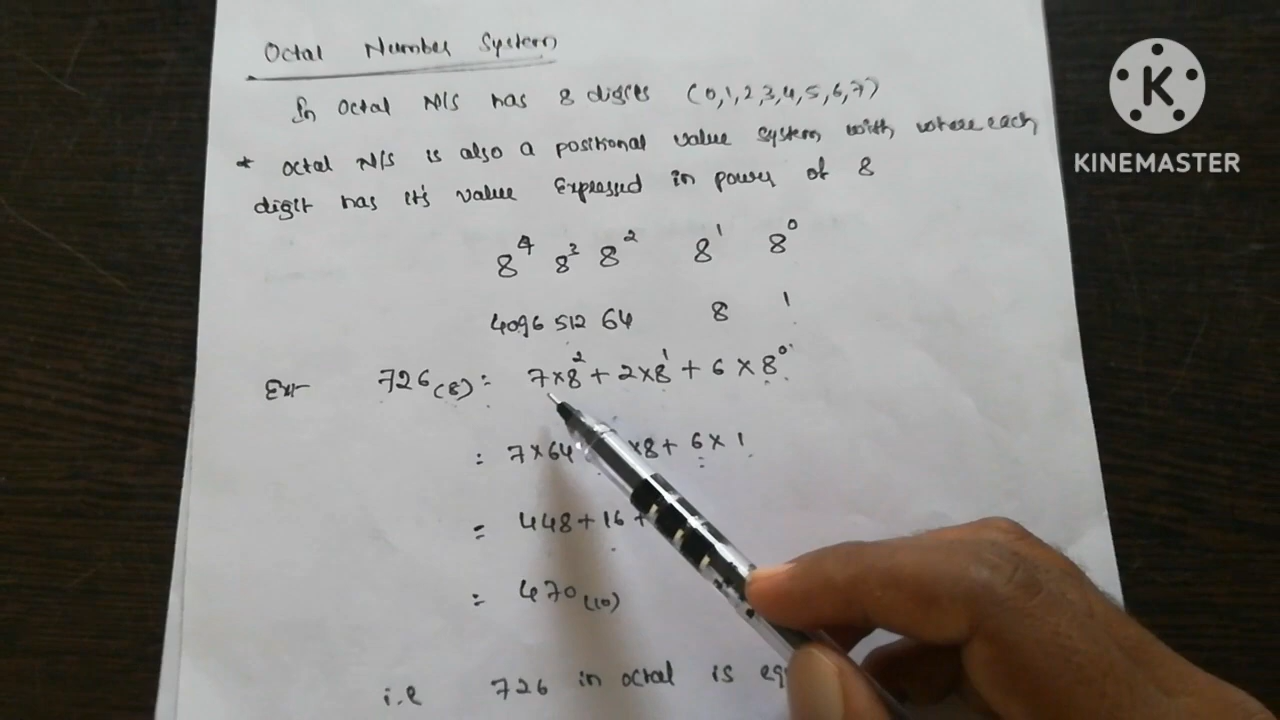 Octal Number System
In Octal N/S has 8 digits (0,1,2,3,4,5,6,7)
* Octal N/S is also a positional value system with where each
digit has it's value Expressed in power of 8
8⁴ 8³ 8² 8¹ 8⁰
4096 512 64 8 1
Ex:- 726(8) = 7×8² + 2×8¹ + 6×8⁰
= 7×64 ×8 + 6×1
= 448 + 16 +
= 470(10)
i.e 726 in octal is
KINEMASTER